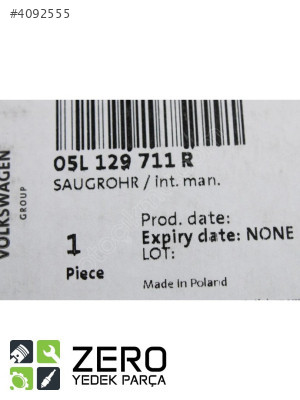 #4092555
05L 129 711 R
SAUGROHR / int. man.
VOLKSWAGEN
GROUP
1
Piece
Prod. date:
Expiry date: NONE
LOT:
Made in Poland
ZERO
YEDEK PARÇA